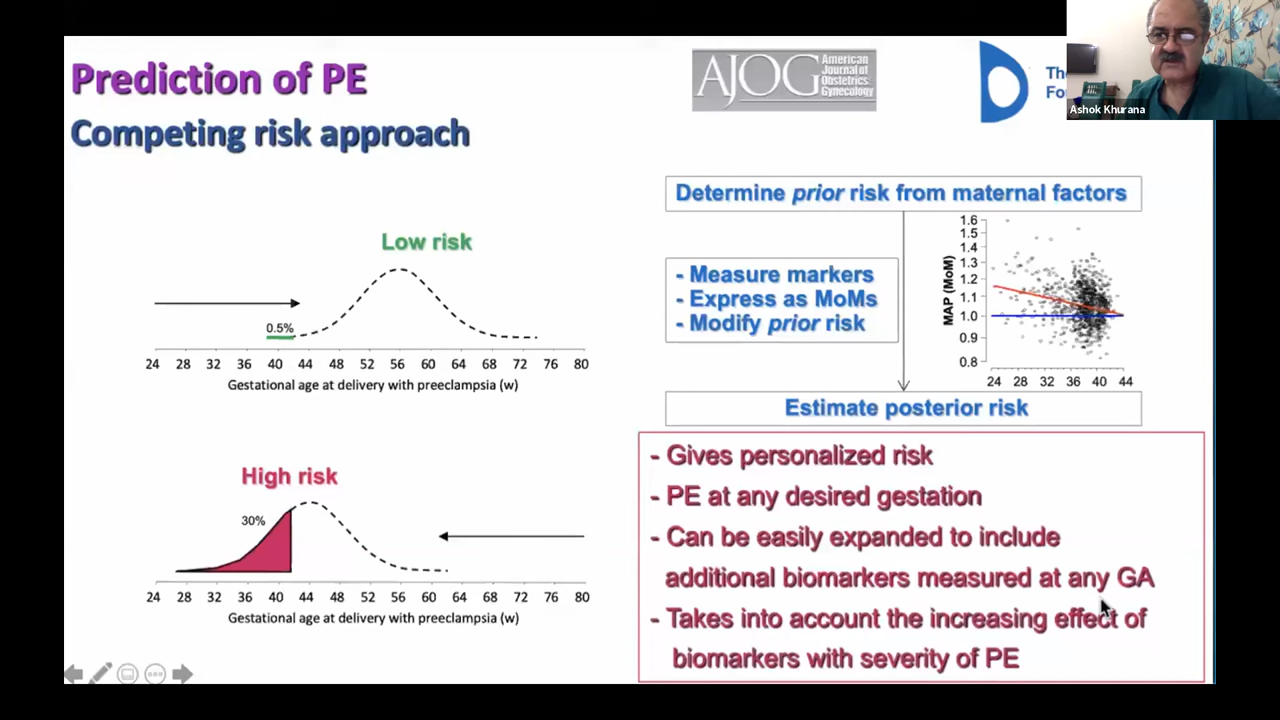 Prediction of PE
Competing risk approach
AJOG American
Journal of
Obstetrics
Gynecology
Ashok Khurana
Low risk
0.5%
24 28 32 36 40 44 48 52 56 60 64 68 72 76 80
Gestational age at delivery with preeclampsia (w)
High risk
30%
24 28 32 36 40 44 48 52 56 60 64 68 72 76 80
Gestational age at delivery with preeclampsia (w)
Determine prior risk from maternal factors
- Measure markers
- Express as MoMs
- Modify prior risk
MAP (MoM)
1.6
1.5
1.4
1.3
1.2
1.1
1.0
0.9
0.8
24 28 32 36 40 44
Estimate posterior risk
- Gives personalized risk
- PE at any desired gestation
- Can be easily expanded to include
additional biomarkers measured at any GA
- Takes into account the increasing effect of
biomarkers with severity of PE